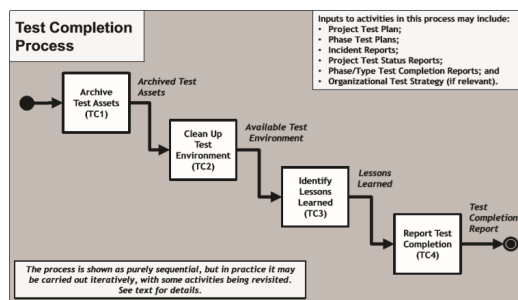 Test Completion
Process
Inputs to activities in this process may include:
• Project Test Plan;
• Phase Test Plans;
• Incident Reports;
• Project Test Status Reports;
• Phase/Type Test Completion Reports; and
• Organizational Test Strategy (if relevant).
Archive
Test Assets
(TC1)
Archived Test
Assets
Clean Up
Test
Environment
(TC2)
Available Test
Environment
Identify
Lessons
Learned
(TC3)
Lessons
Learned
Report Test
Completion
(TC4)
Test
Completion
Report
The process is shown as purely sequential, but in practice it may
be carried out iteratively, with some activities being revisited.
See text for details.